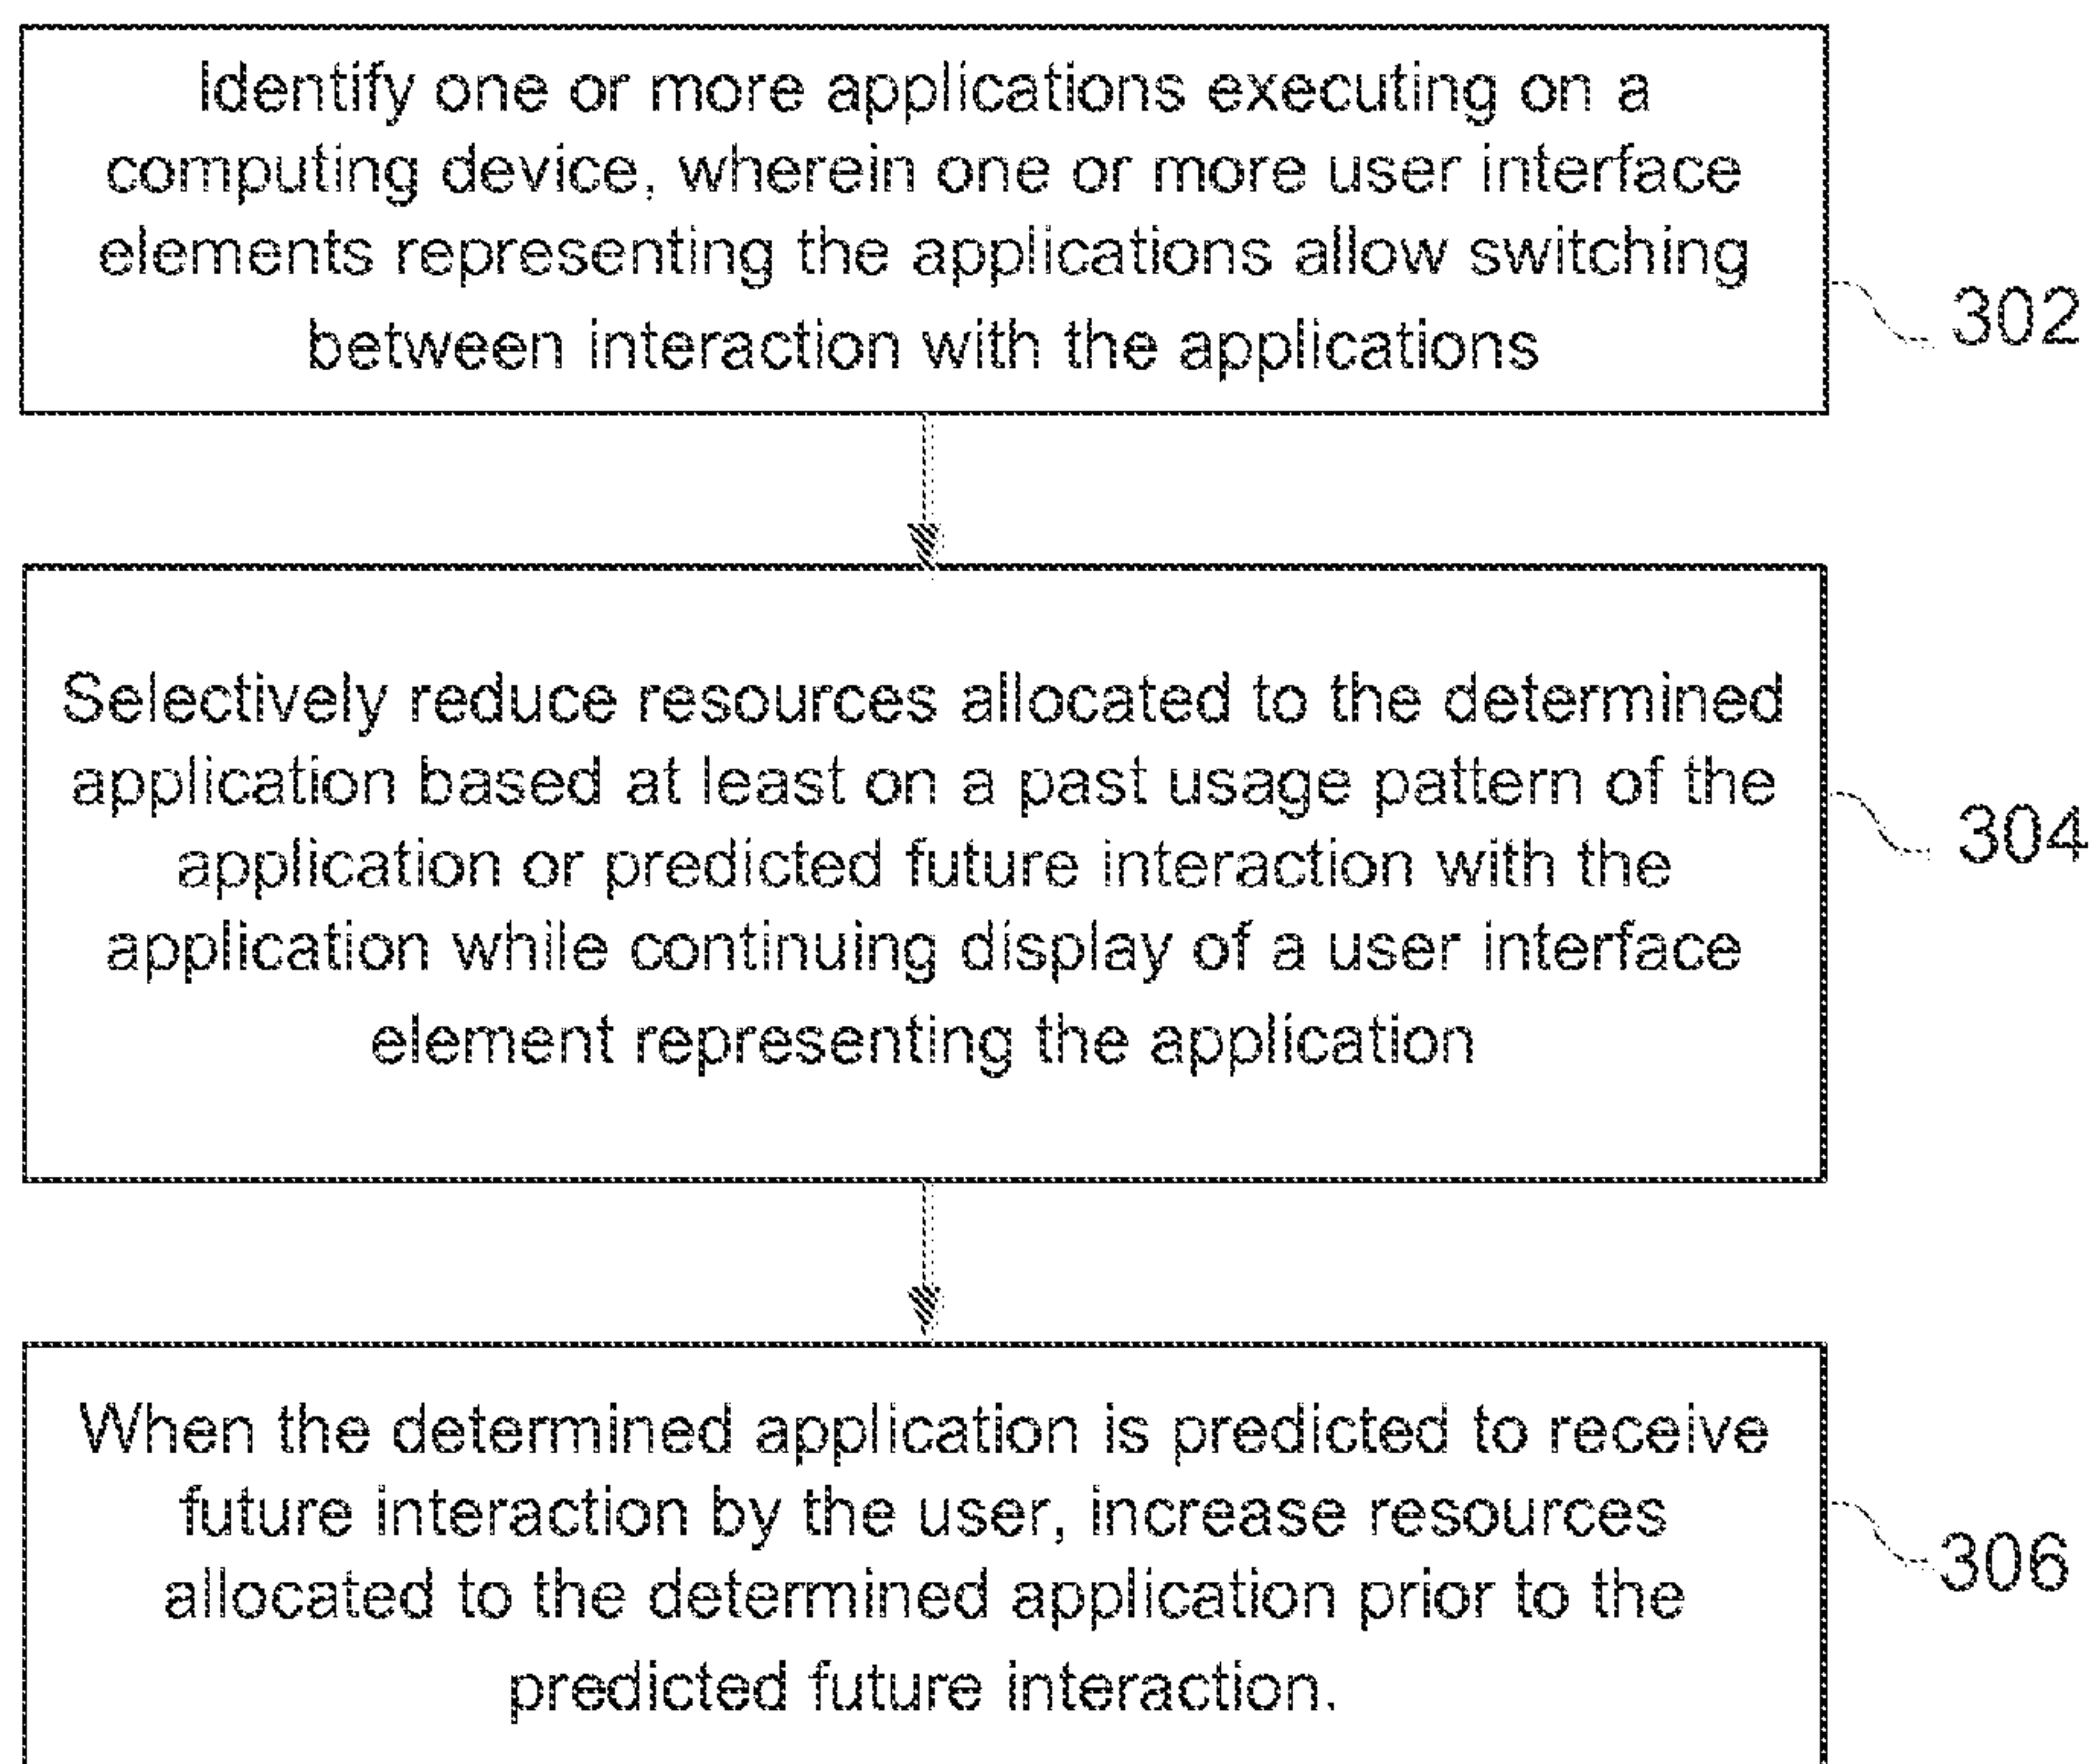 Identify one or more applications executing on a
computing device, wherein one or more user interface
elements representing the applications allow switching
between interaction with the applications
302
Selectively reduce resources allocated to the determined
application based at least on a past usage pattern of the
application or predicted future interaction with the
application while continuing display of a user interface
element representing the application
304
When the determined application is predicted to receive
future interaction by the user, increase resources
allocated to the determined application prior to the
predicted future interaction.
306